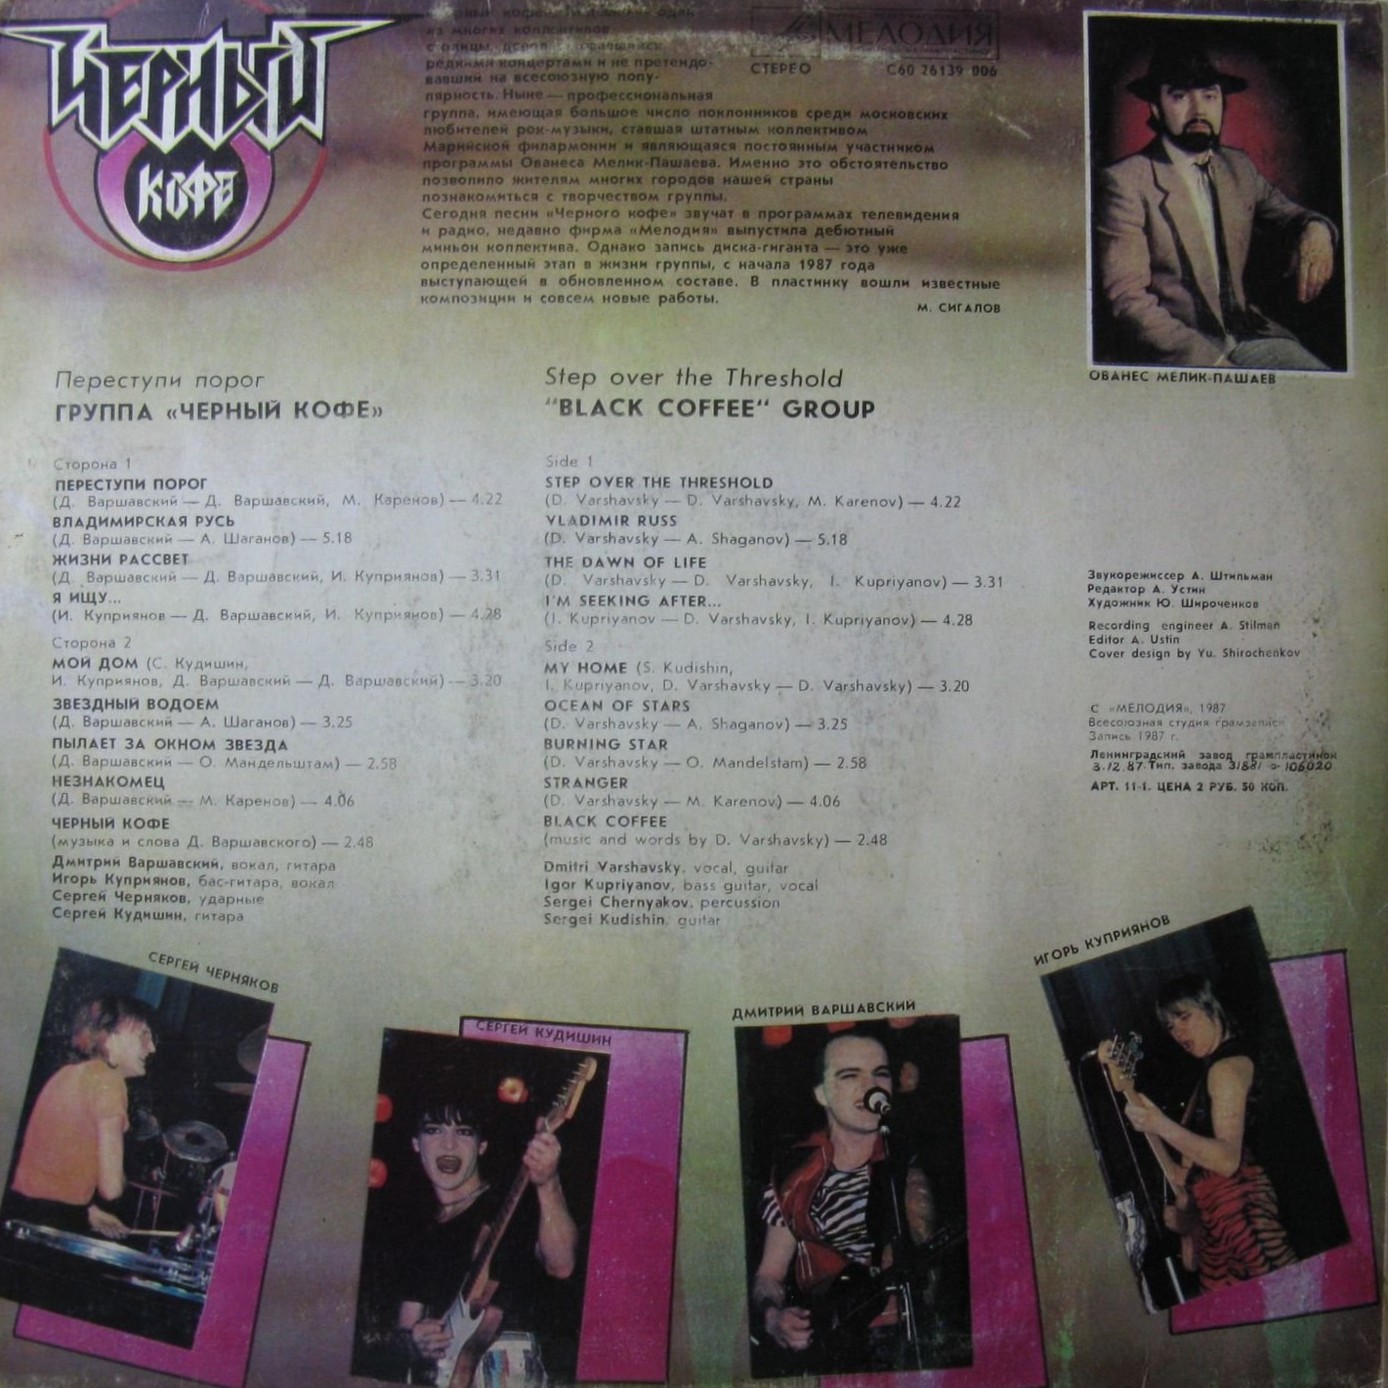 ЧЕРНЫЙ
КОФЕ
из многих коллективов
редкими концертами и не претендо-
вавший на всесоюзную попу-
лярность. Ныне — профессиональная
группа, имеющая большое число поклонников среди московских
любителей рок-музыки, ставшая штатным коллективом
Марийской филармонии и являющаяся постоянным участником
программы Ованеса Мелик-Пашаева. Именно это обстоятельство
позволило жителям многих городов нашей страны
познакомиться с творчеством группы.
Сегодня песни «Черного кофе» звучат в программах телевидения
и радио, недавно фирма «Мелодия» выпустила дебютный
миньон коллектива. Однако запись диска-гиганта — это уже
определенный этап в жизни группы, с начала 1987 года
выступающей в обновленном составе. В пластинку вошли известные
композиции и совсем новые работы.
М. СИГАЛОВ
МЕЛОДИЯ
СТЕРЕО С60 26139 006
ОВАНЕС МЕЛИК-ПАШАЕВ
Переступи порог
ГРУППА «ЧЕРНЫЙ КОФЕ»
Сторона 1
ПЕРЕСТУПИ ПОРОГ
(Д. Варшавский — Д. Варшавский, М. Каренов) — 4.22
ВЛАДИМИРСКАЯ РУСЬ
(Д. Варшавский — А. Шаганов) — 5.18
ЖИЗНИ РАССВЕТ
(Д. Варшавский — Д. Варшавский, И. Куприянов) — 3.31
Я ИЩУ...
(И. Куприянов — Д. Варшавский, И. Куприянов) — 4.28
Сторона 2
МОЙ ДОМ (С. Кудишин,
И. Куприянов, Д. Варшавский — Д. Варшавский) — 3.20
ЗВЕЗДНЫЙ ВОДОЕМ
(Д. Варшавский — А. Шаганов) — 3.25
ПЫЛАЕТ ЗА ОКНОМ ЗВЕЗДА
(Д. Варшавский — О. Мандельштам) — 2.58
НЕЗНАКОМЕЦ
(Д. Варшавский — М. Каренов) — 4.06
ЧЕРНЫЙ КОФЕ
(музыка и слова Д. Варшавского) — 2.48
Дмитрий Варшавский, вокал, гитара
Игорь Куприянов, бас-гитара, вокал
Сергей Черняков, ударные
Сергей Кудишин, гитара
Step over the Threshold
"BLACK COFFEE" GROUP
Side 1
STEP OVER THE THRESHOLD
(D. Varshavsky — D. Varshavsky, M. Karenov) — 4.22
VLADIMIR RUSS
(D. Varshavsky — A. Shaganov) — 5.18
THE DAWN OF LIFE
(D. Varshavsky — D. Varshavsky, I. Kupriyanov) — 3.31
I'M SEEKING AFTER...
(I. Kupriyanov — D. Varshavsky, I. Kupriyanov) — 4.28
Side 2
MY HOME (S. Kudishin,
I. Kupriyanov, D. Varshavsky — D. Varshavsky) — 3.20
OCEAN OF STARS
(D. Varshavsky — A. Shaganov) — 3.25
BURNING STAR
(D. Varshavsky — O. Mandelstam) — 2.58
STRANGER
(D. Varshavsky — M. Karenov) — 4.06
BLACK COFFEE
(music and words by D. Varshavsky) — 2.48
Dmitri Varshavsky, vocal, guitar
Igor Kupriyanov, bass guitar, vocal
Sergei Chernyakov, percussion
Sergei Kudishin, guitar
Звукорежиссер А. Штильман
Редактор А. Устин
Художник Ю. Широченков
Recording engineer A. Stilman
Editor A. Ustin
Cover design by Yu. Shirochenkov
С «МЕЛОДИЯ», 1987
Всесоюзная студия грамзаписи
Запись 1987 г.
Ленинградский завод грампластинок
3.12.87. Тип. завода
АРТ. 11-1. ЦЕНА 2 РУБ. 50 КОП.
СЕРГЕЙ ЧЕРНЯКОВ
СЕРГЕЙ КУДИШИН
ДМИТРИЙ ВАРШАВСКИЙ
ИГОРЬ КУПРИЯНОВ